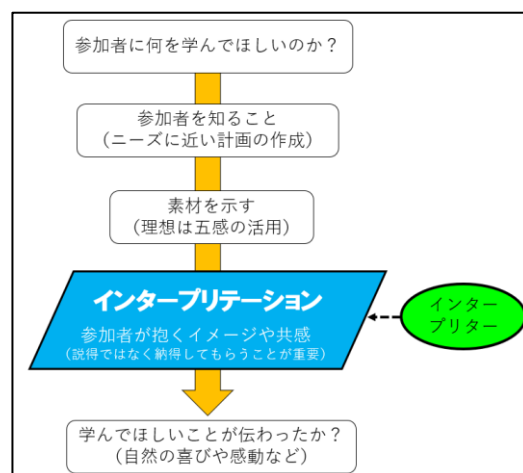 参加者に何を学んでほしいのか？
参加者を知ること
（ニーズに近い計画の作成）
素材を示す
（理想は五感の活用）
インタープリテーション
参加者が抱くイメージや共感
（説得ではなく納得してもらうことが重要）
インター
プリター
学んでほしいことが伝わったか？
（自然の喜びや感動など）